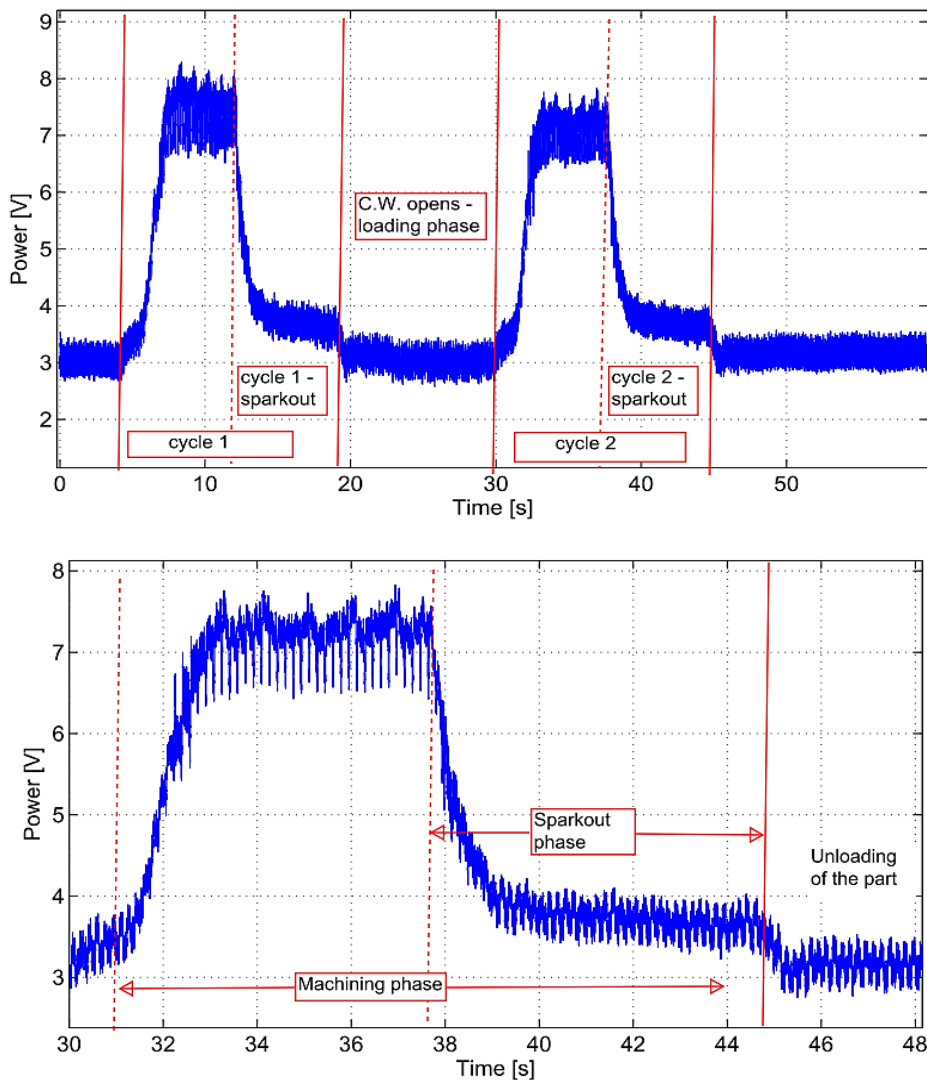 9
8
7
6
5
4
3
2
Power [V]
C.W. opens -
loading phase
cycle 1 -
sparkout
cycle 2 -
sparkout
cycle 1
cycle 2
0 10 20 30 40 50
Time [s]
8
7
6
5
4
3
Power [V]
Sparkout
phase
Unloading
of the part
Machining phase
30 32 34 36 38 40 42 44 46 48
Time [s]